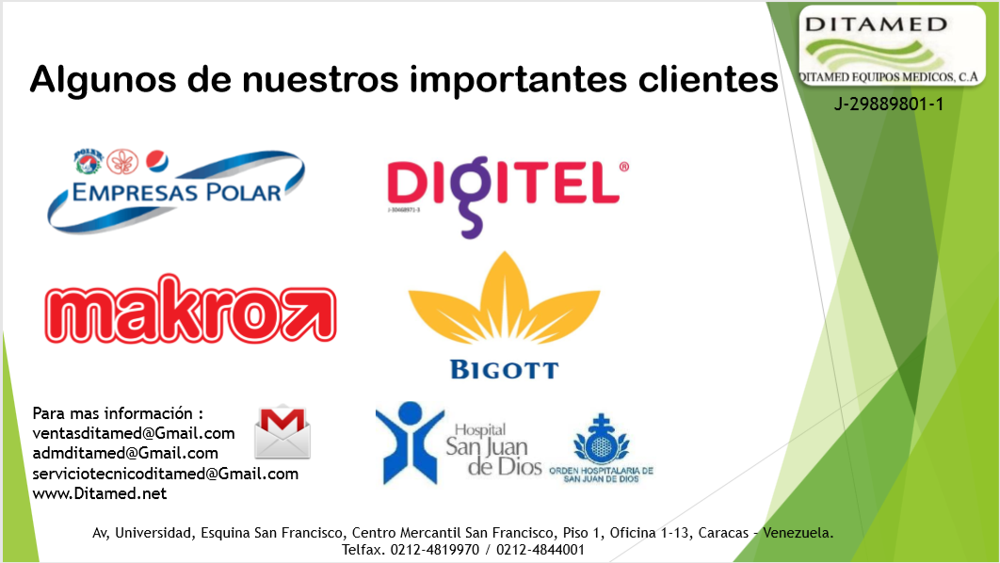 DITAMED
DITAMED EQUIPOS MEDICOS, C.A
J-29889801-1
Algunos de nuestros importantes clientes
POLAR
EMPRESAS POLAR
DIGITEL®
J-30468971-3
makro
BIGOTT
Para mas información :
ventasditamed@Gmail.com
admditamed@Gmail.com
serviciotecnicoditamed@Gmail.com
www.Ditamed.net
Hospital
San Juan
de Dios
ORDEN HOSPITALARIA DE
SAN JUAN DE DIOS
Av, Universidad, Esquina San Francisco, Centro Mercantil San Francisco, Piso 1, Oficina 1-13, Caracas – Venezuela.
Telfax. 0212-4819970 / 0212-4844001